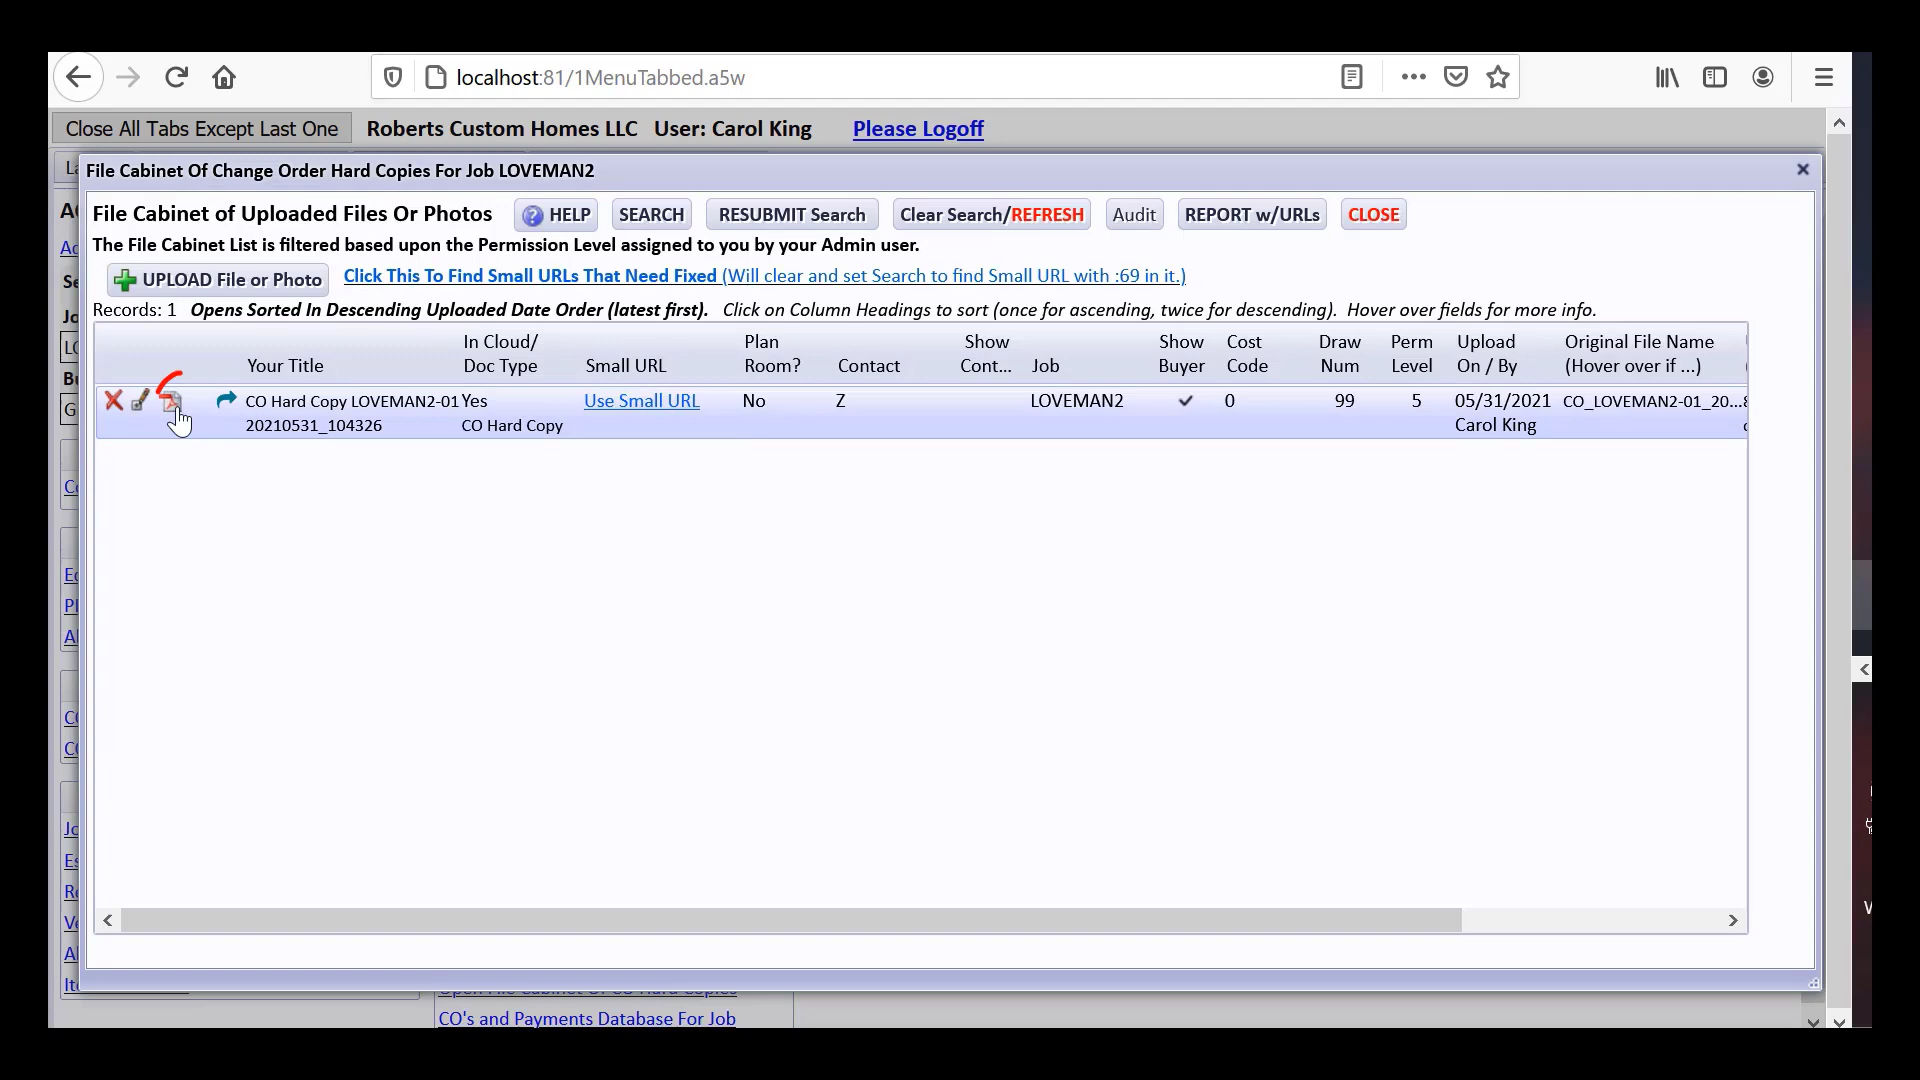 localhost:81/1MenuTabbed.a5w
Close All Tabs Except Last One Roberts Custom Homes LLC User: Carol King Please Logoff
File Cabinet Of Change Order Hard Copies For Job LOVEMAN2
File Cabinet of Uploaded Files Or Photos HELP SEARCH RESUBMIT Search Clear Search/REFRESH Audit REPORT w/URLs CLOSE
The File Cabinet List is filtered based upon the Permission Level assigned to you by your Admin user.
UPLOAD File or Photo Click This To Find Small URLs That Need Fixed (Will clear and set Search to find Small URL with :69 in it.)
Records: 1 Opens Sorted In Descending Uploaded Date Order (latest first). Click on Column Headings to sort (once for ascending, twice for descending). Hover over fields for more info.
In Cloud/ Plan Show Show Cost Draw Perm Upload Original File Name
Your Title Doc Type Small URL Room? Contact Cont... Job Buyer Code Num Level On / By (Hover over if ...)
CO Hard Copy LOVEMAN2-01 Yes Use Small URL No Z LOVEMAN2 0 99 5 05/31/2021 CO_LOVEMAN2-01_20...
20210531_104326 CO Hard Copy Carol King
CO's and Payments Database For Job